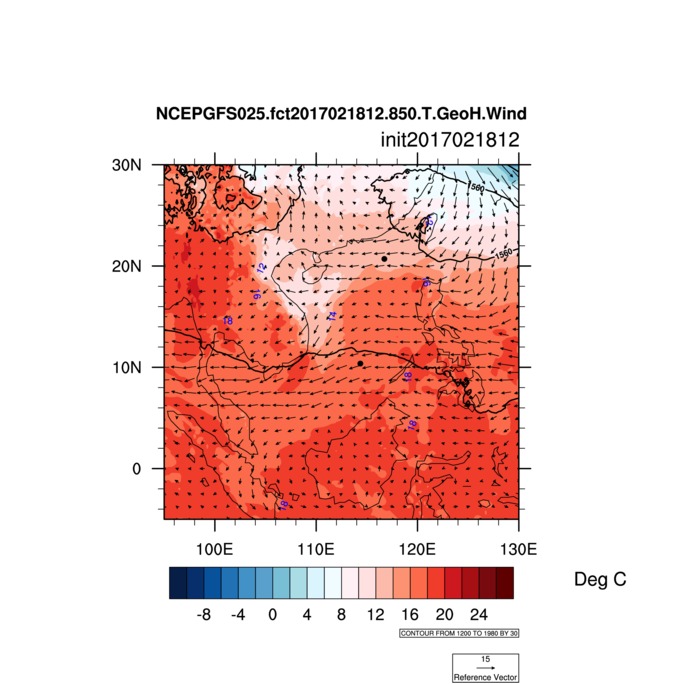 NCEPGFS025.fct2017021812.850.T.GeoH.Wind
init2017021812
30N
20N
10N
0
1560
1560
12
16
18
14
16
18
18
18
100E
110E
120E
130E
-8
-4
0
4
8
12
16
20
24
Deg C
CONTOUR FROM 1200 TO 1980 BY 30
15
Reference Vector